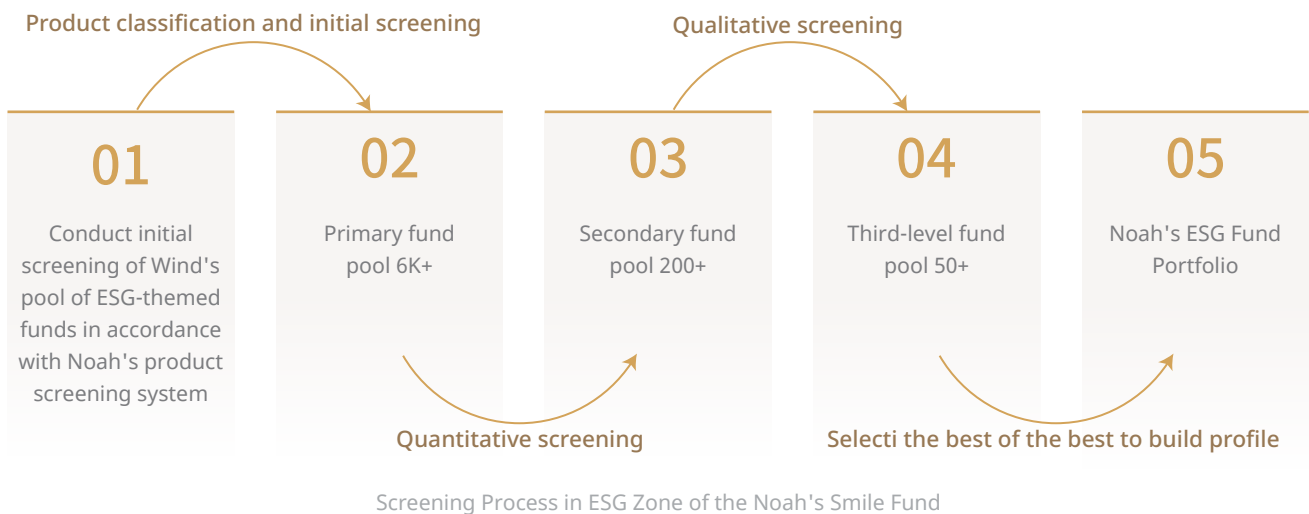 Product classification and initial screening
Qualitative screening
01
Conduct initial
screening of Wind's
pool of ESG-themed
funds in accordance
with Noah's product
screening system
02
Primary fund
pool 6K+
03
Secondary fund
pool 200+
04
Third-level fund
pool 50+
05
Noah's ESG Fund
Portfolio
Quantitative screening
Selecti the best of the best to build profile
Screening Process in ESG Zone of the Noah's Smile Fund